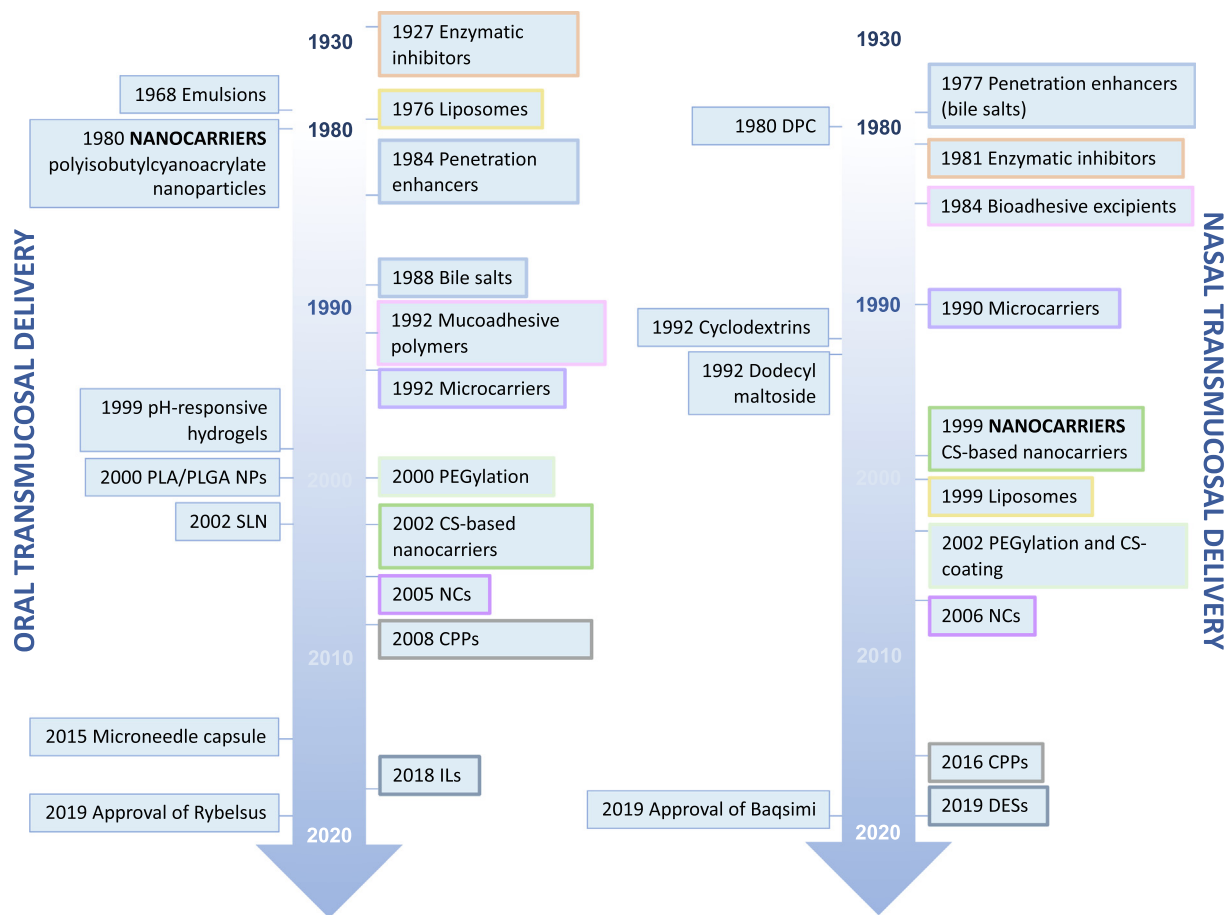 ORAL TRANSMUCOSAL DELIVERY
1968 Emulsions
1980 NANOCARRIERS
polyisobutylcyanoacrylate
nanoparticles
1999 pH-responsive
hydrogels
2000 PLA/PLGA NPs
2002 SLN
2015 Microneedle capsule
2019 Approval of Rybelsus
1930
1980
1990
2000
2010
2020
1927 Enzymatic
inhibitors
1976 Liposomes
1984 Penetration
enhancers
1988 Bile salts
1992 Mucoadhesive
polymers
1992 Microcarriers
2000 PEGylation
2002 CS-based
nanocarriers
2005 NCs
2008 CPPs
2018 ILs
1980 DPC
1992 Cyclodextrins
1992 Dodecyl
maltoside
2019 Approval of Baqsimi
1930
1980
1990
2000
2010
2020
1977 Penetration enhancers
(bile salts)
1981 Enzymatic inhibitors
1984 Bioadhesive excipients
1990 Microcarriers
1999 NANOCARRIERS
CS-based nanocarriers
1999 Liposomes
2002 PEGylation and CS-
coating
2006 NCs
2016 CPPs
2019 DESs
NASAL TRANSMUCOSAL DELIVERY